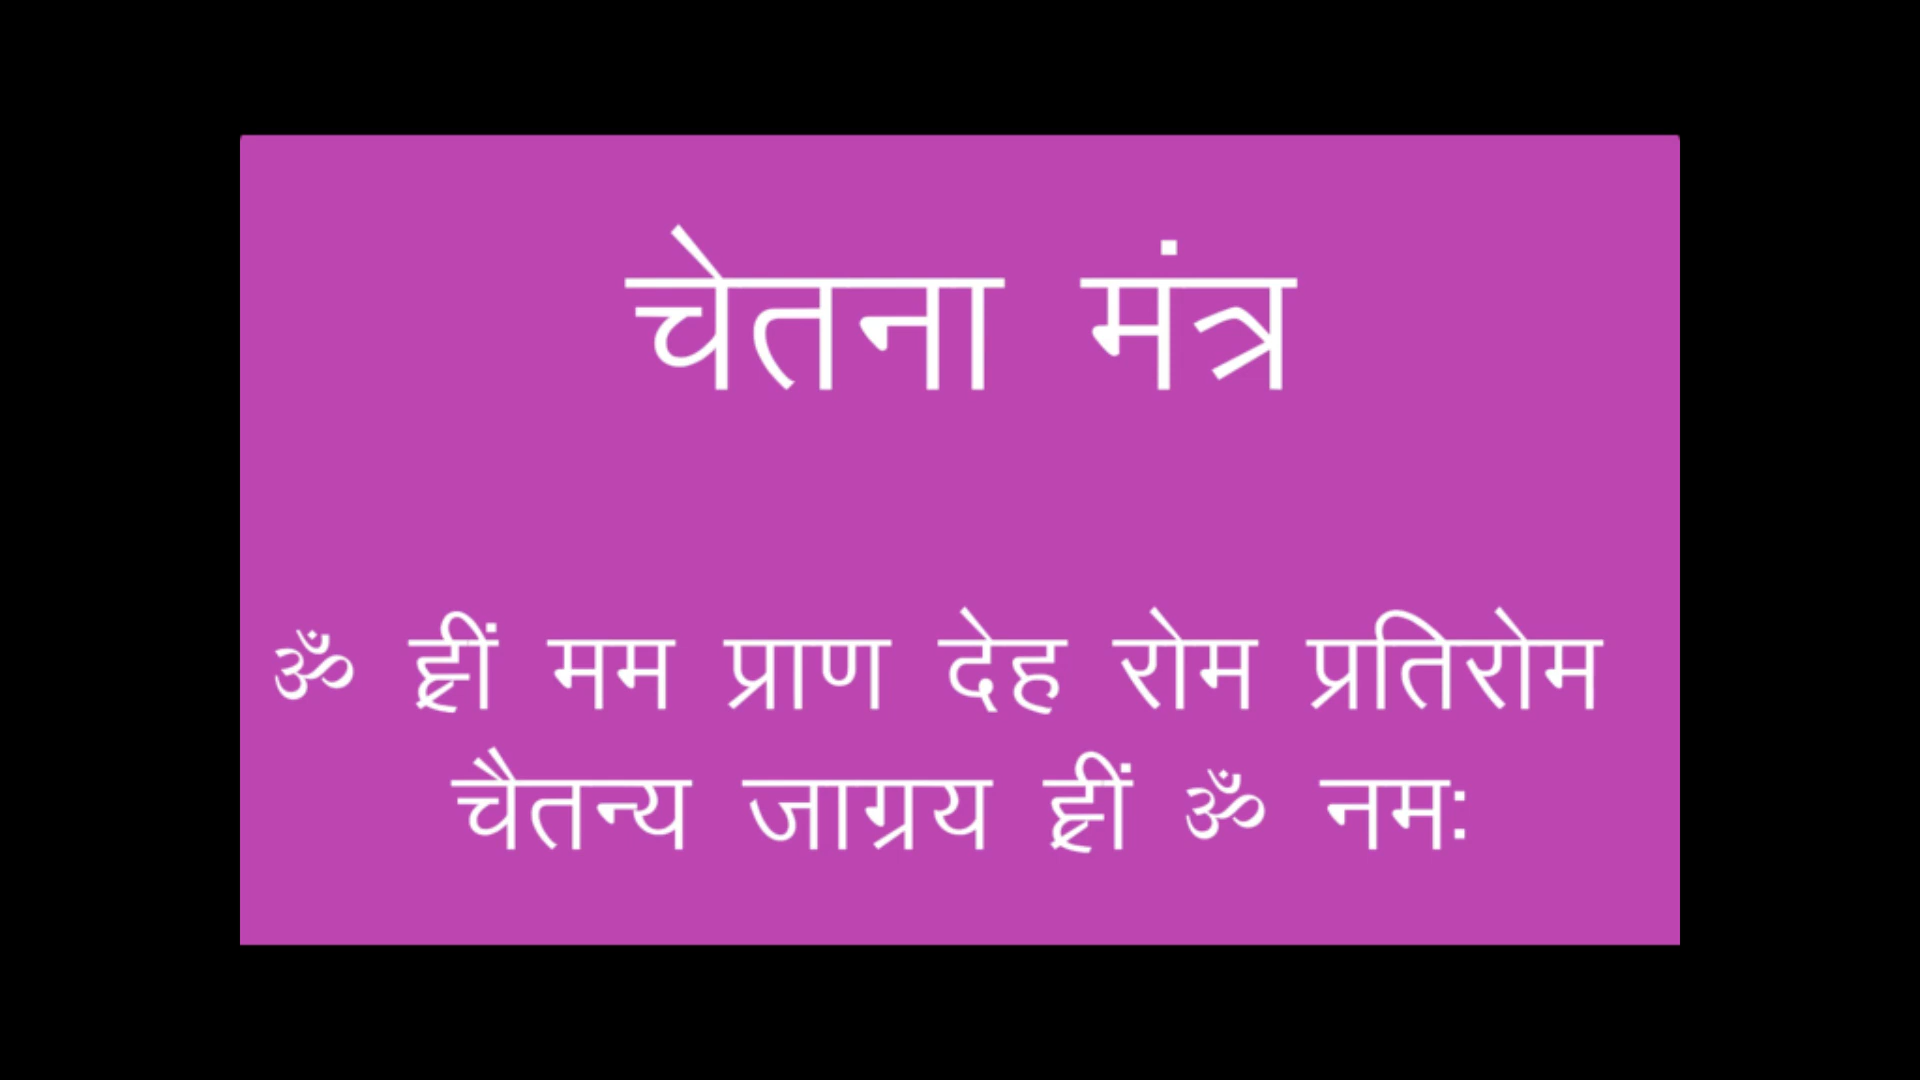 चेतना मंत्र
ॐ ह्रीं मम प्राण देह रोम प्रतिरोम
चैतन्य जाग्रय ह्रीं ॐ नम: